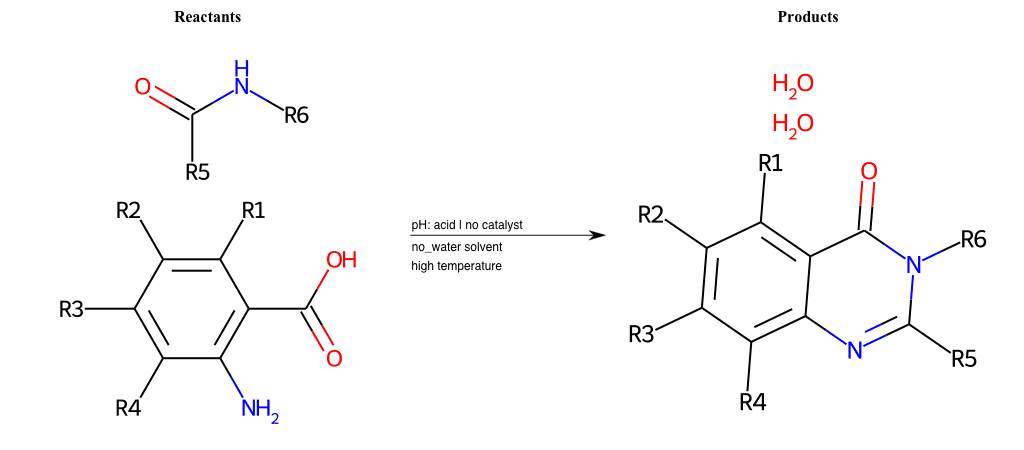 Reactants
Products
O
H
N
R6
R5
R2
R1
R3
OH
O
R4
NH2
pH: acid | no catalyst
no_water solvent
high temperature
H2O
H2O
R1
O
R2
R6
N
R3
N
R5
R4